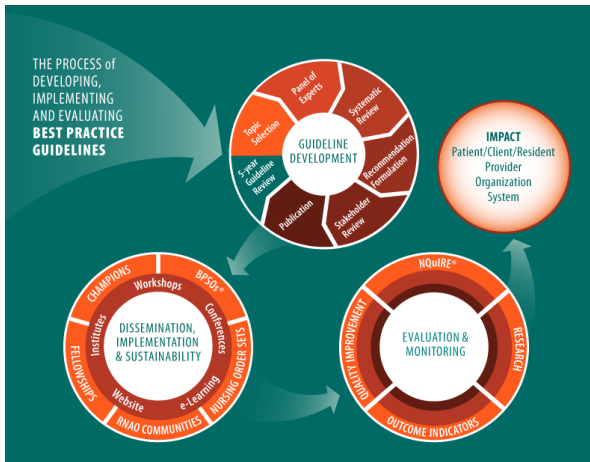 THE PROCESS of
DEVELOPING,
IMPLEMENTING
AND EVALUATING
BEST PRACTICE
GUIDELINES
GUIDELINE
DEVELOPMENT
Topic
Selection
Panel of
Experts
Systematic
Review
Recommendation
Formulation
Stakeholder
Review
Publication
5-year
Guideline
Review
IMPACT
Patient/Client/Resident
Provider
Organization
System
DISSEMINATION,
IMPLEMENTATION
& SUSTAINABILITY
CHAMPIONS
BPSOs®
NURSING ORDER SETS
RNAO COMMUNITIES
FELLOWSHIPS
Workshops
Conferences
e-Learning
Website
Institutes
EVALUATION &
MONITORING
NQuIRE®
RESEARCH
OUTCOME INDICATORS
QUALITY IMPROVEMENT